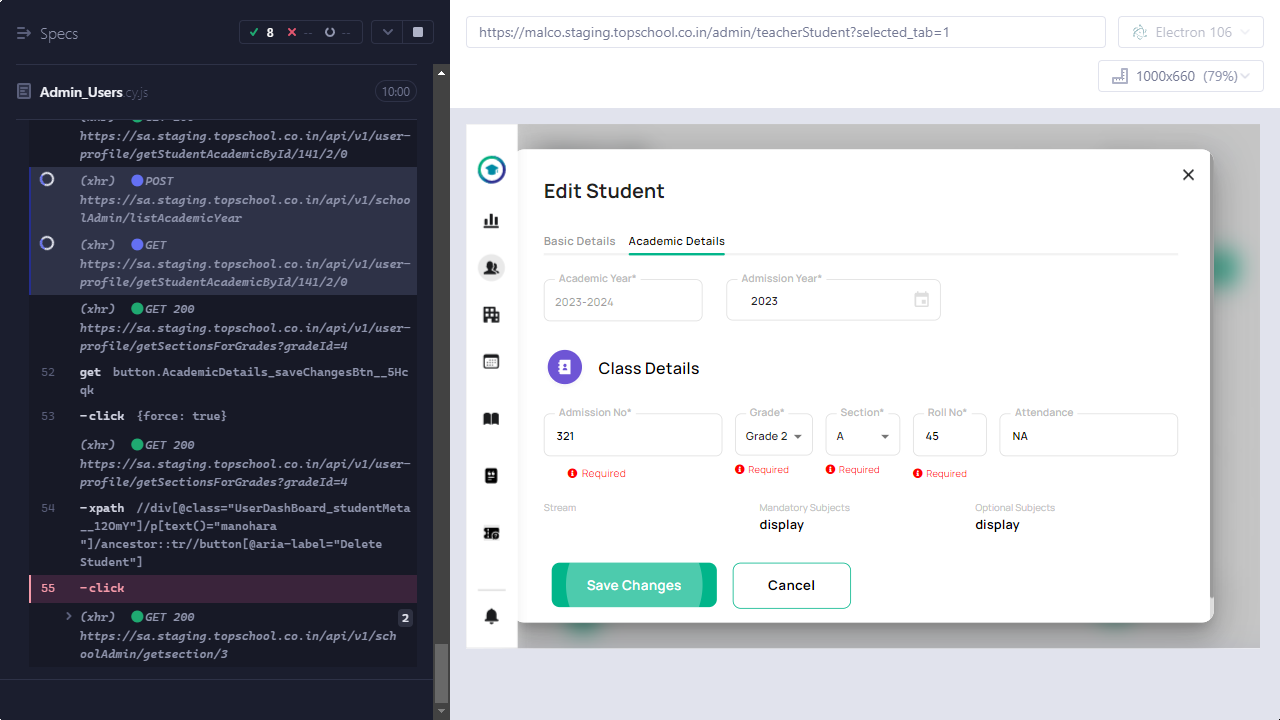 Specs
8
--
--
Admin_Users cy.js
10:00
https://sa.staging.topschool.co.in/api/v1/user-
profile/getStudentAcademicById/141/2/0
(xhr) POST
https://sa.staging.topschool.co.in/api/v1/schoo
lAdmin/listAcademicYear
(xhr) GET
https://sa.staging.topschool.co.in/api/v1/user-
profile/getStudentAcademicById/141/2/0
(xhr) GET 200
https://sa.staging.topschool.co.in/api/v1/user-
profile/getSectionsForGrades?gradeId=4
52 get button.AcademicDetails_saveChangesBtn__5Hc
qk
53 -click {force: true}
(xhr) GET 200
https://sa.staging.topschool.co.in/api/v1/user-
profile/getSectionsForGrades?gradeId=4
54 -xpath //div[@class="UserDashBoard_studentMeta
__12OmY"]/p[text()="manohara
"]/ancestor::tr//button[@aria-label="Delete
Student"]
55 -click
(xhr) GET 200 2
https://sa.staging.topschool.co.in/api/v1/sch
oolAdmin/getsection/3
https://malco.staging.topschool.co.in/admin/teacherStudent?selected_tab=1
Electron 106
1000x660 (79%)
Edit Student
Basic Details Academic Details
Academic Year* Admission Year*
2023-2024 2023
Class Details
Admission No* Grade* Section* Roll No* Attendance
321 Grade 2 A 45 NA
Required Required Required Required
Stream Mandatory Subjects Optional Subjects
display display
Save Changes Cancel